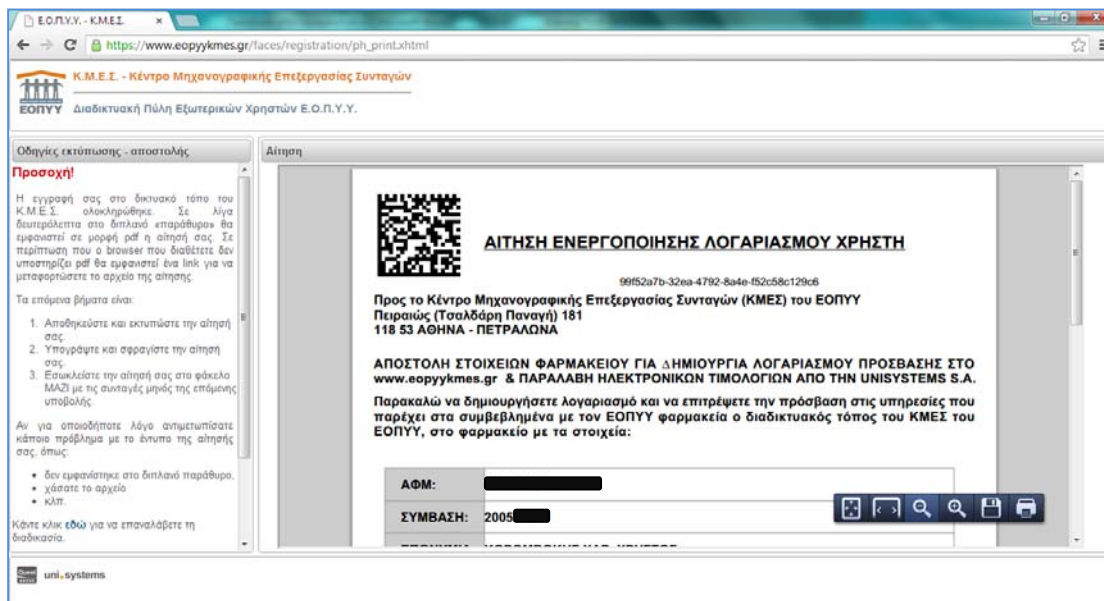 Ε.Ο.Π.Υ.Υ. - Κ.Μ.Ε.Σ.
https://www.eopyykmes.gr/faces/registration/ph_print.xhtml
Κ.Μ.Ε.Σ. - Κέντρο Μηχανογραφικής Επεξεργασίας Συνταγών
ΕΟΠΥΥ
Διαδικτυακή Πύλη Εξωτερικών Χρηστών Ε.Ο.Π.Υ.Υ.
Οδηγίες εκτύπωσης - αποστολής
Προσοχή!
Η εγγραφή σας στο δικτυακό τόπο του
Κ.Μ.Ε.Σ. ολοκληρώθηκε. Σε λίγα
δευτερόλεπτα στο διπλανό «παράθυρο» θα
εμφανιστεί σε μορφή pdf η αίτησή σας. Σε
περίπτωση που ο browser που διαθέτετε δεν
υποστηρίζει pdf θα εμφανιστεί ένα link για να
μεταφορτώσετε το αρχείο της αίτησης.
Τα επόμενα βήματα είναι:
1. Αποθηκεύστε και εκτυπώστε την αίτησή
σας.
2. Υπογράψτε και σφραγίστε την αίτησή
σας.
3. Εσωκλείστε την αίτησή σας στο φάκελο
ΜΑΖΙ με τις συνταγές μηνός της επόμενης
υποβολής.
Αν για οποιοδήποτε λόγο αντιμετωπίσατε
κάποιο πρόβλημα με το έντυπο της αίτησής
σας, όπως:
• δεν εμφανίστηκε στο διπλανό παράθυρο,
• χάσατε το αρχείο
• κλπ.
Κάντε κλικ εδώ για να επαναλάβετε τη
διαδικασία.
Αίτηση
ΑΙΤΗΣΗ ΕΝΕΡΓΟΠΟΙΗΣΗΣ ΛΟΓΑΡΙΑΣΜΟΥ ΧΡΗΣΤΗ
99f52a7b-32ea-4792-8a4e-f52c58c129c6
Προς το Κέντρο Μηχανογραφικής Επεξεργασίας Συνταγών (ΚΜΕΣ) του ΕΟΠΥΥ
Πειραιώς (Τσαλδάρη Παναγή) 181
118 53 ΑΘΗΝΑ - ΠΕΤΡΑΛΩΝΑ
ΑΠΟΣΤΟΛΗ ΣΤΟΙΧΕΙΩΝ ΦΑΡΜΑΚΕΙΟΥ ΓΙΑ ΔΗΜΙΟΥΡΓΙΑ ΛΟΓΑΡΙΑΣΜΟΥ ΠΡΟΣΒΑΣΗΣ ΣΤΟ
www.eopyykmes.gr & ΠΑΡΑΛΑΒΗ ΗΛΕΚΤΡΟΝΙΚΩΝ ΤΙΜΟΛΟΓΙΩΝ ΑΠΟ ΤΗΝ UNISYSTEMS S.A.
Παρακαλώ να δημιουργήσετε λογαριασμό και να επιτρέψετε την πρόσβαση στις υπηρεσίες που
παρέχει στα συμβεβλημένα με τον ΕΟΠΥΥ φαρμακεία ο διαδικτυακός τόπος του ΚΜΕΣ του
ΕΟΠΥΥ, στο φαρμακείο με τα στοιχεία:
ΑΦΜ:
ΣΥΜΒΑΣΗ: 2005
uni.systems